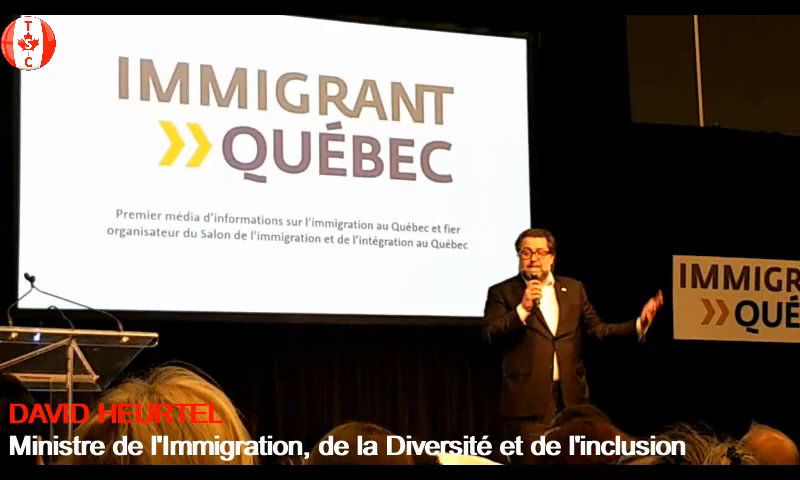 T
S
C
IMMIGRANT
QUÉBEC
Premier média d'informations sur l'immigration au Québec et fier
organisateur du Salon de l'immigration et de l'intégration au Québec
IMMIGR
QUÉ
DAVID HEURTEL
Ministre de l'Immigration, de la Diversité et de l'inclusion